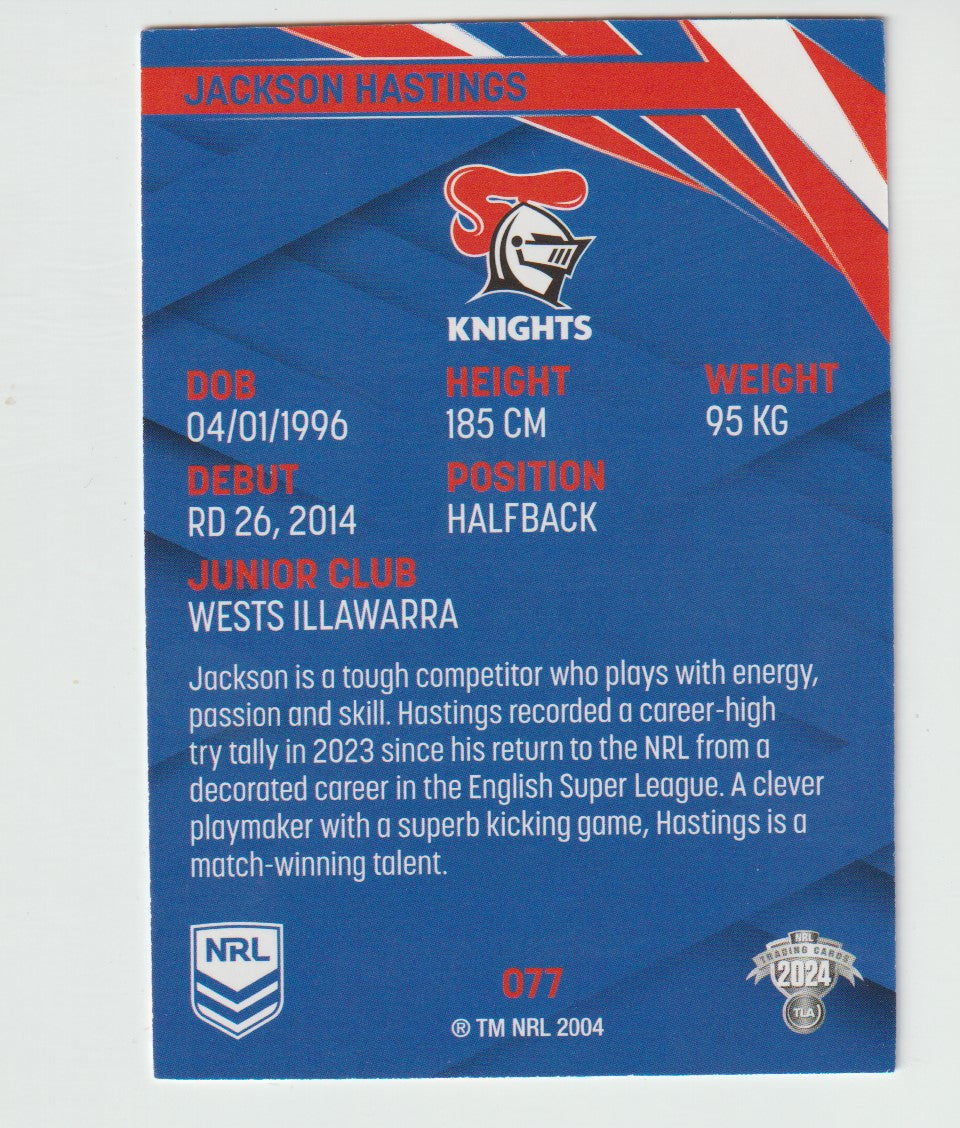 JACKSON HASTINGS
KNIGHTS
DOB HEIGHT WEIGHT
04/01/1996 185 CM 95 KG
DEBUT POSITION
RD 26, 2014 HALFBACK
JUNIOR CLUB
WESTS ILLAWARRA
Jackson is a tough competitor who plays with energy,
passion and skill. Hastings recorded a career-high
try tally in 2023 since his return to the NRL from a
decorated career in the English Super League. A clever
playmaker with a superb kicking game, Hastings is a
match-winning talent.
NRL
077
® TM NRL 2004
NRL
TRADING CARDS
2024
TLA